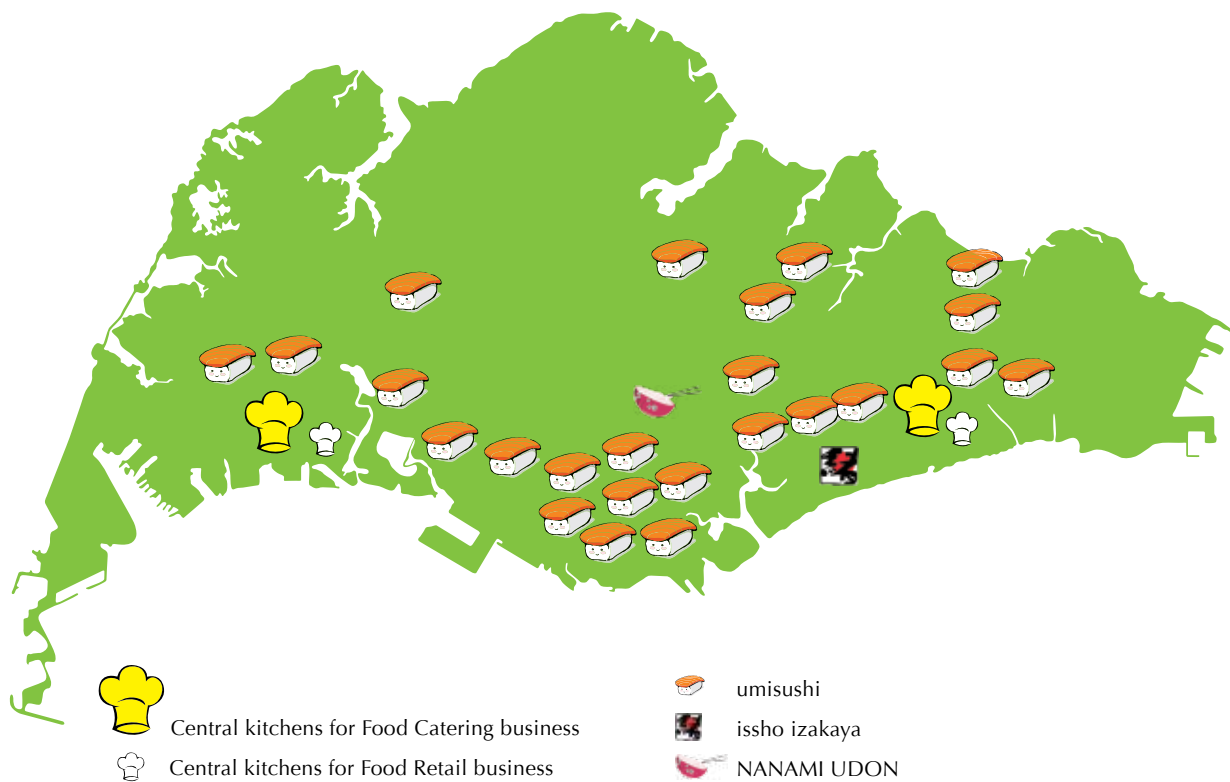 Central kitchens for Food Catering business
Central kitchens for Food Retail business
umisushi
issho izakaya
NANAMI UDON